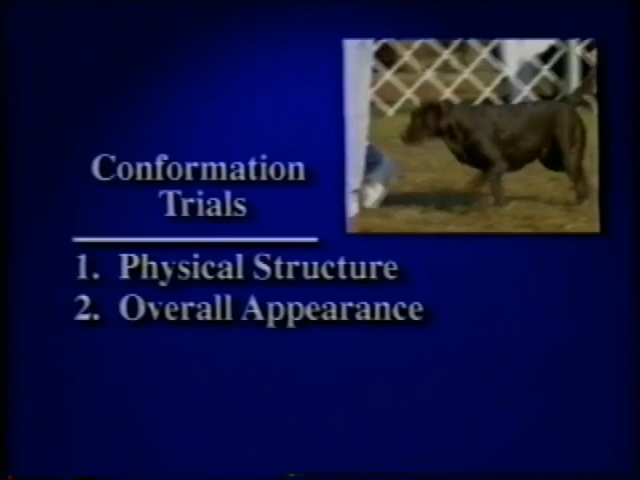 Conformation
Trials
1. Physical Structure
2. Overall Appearance